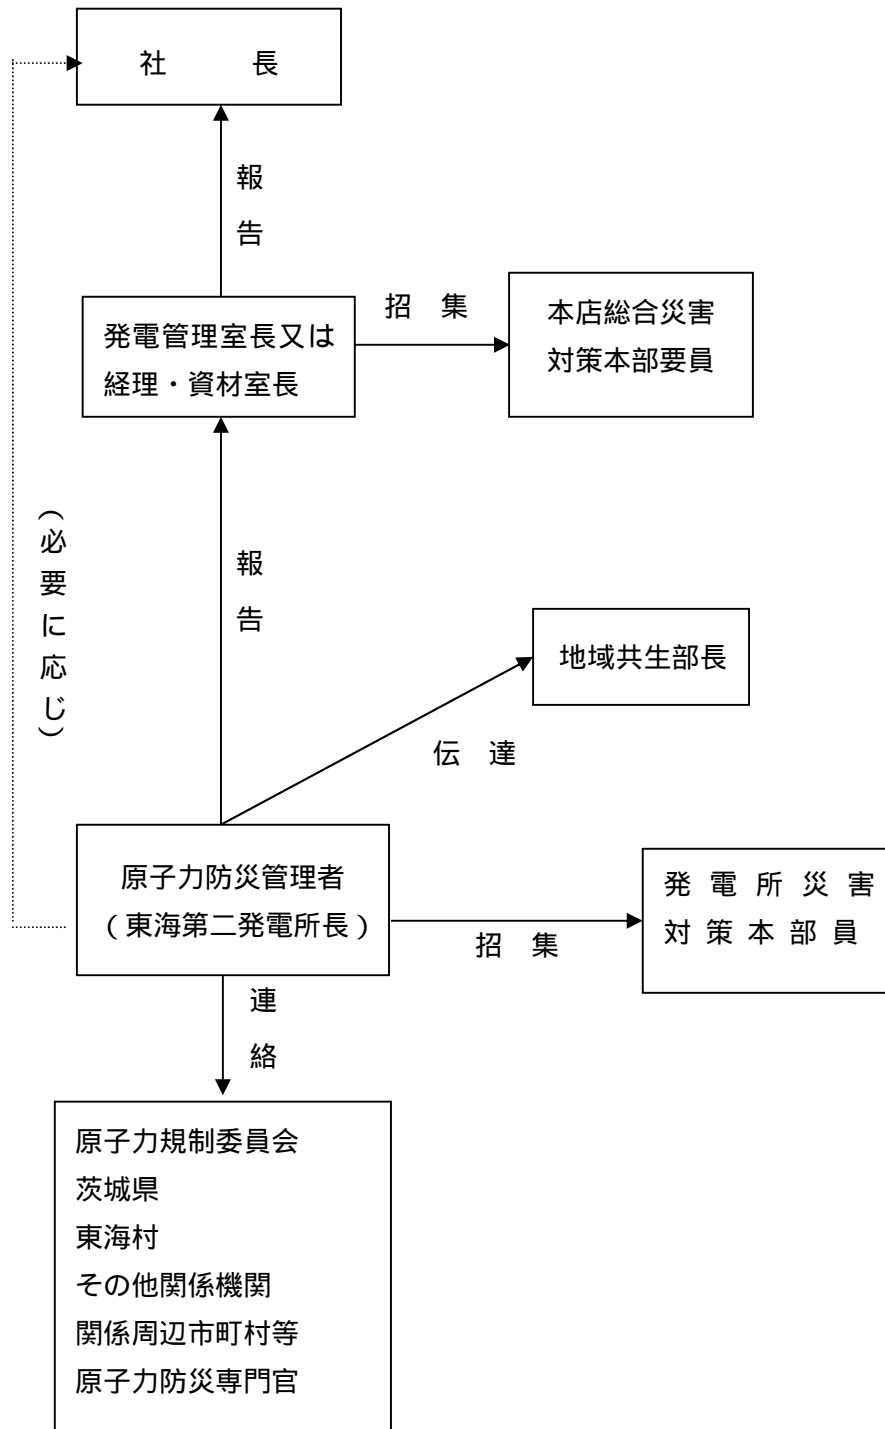 社　　　長
報告
発電管理室長又は
経理・資材室長
招　集
本店総合災害
対策本部要員
（必要に応じ）
報告
地域共生部長
伝　達
原子力防災管理者
（東海第二発電所長）
招　集
発電所災害
対策本部員
連絡
原子力規制委員会
茨城県
東海村
その他関係機関
関係周辺市町村等
原子力防災専門官